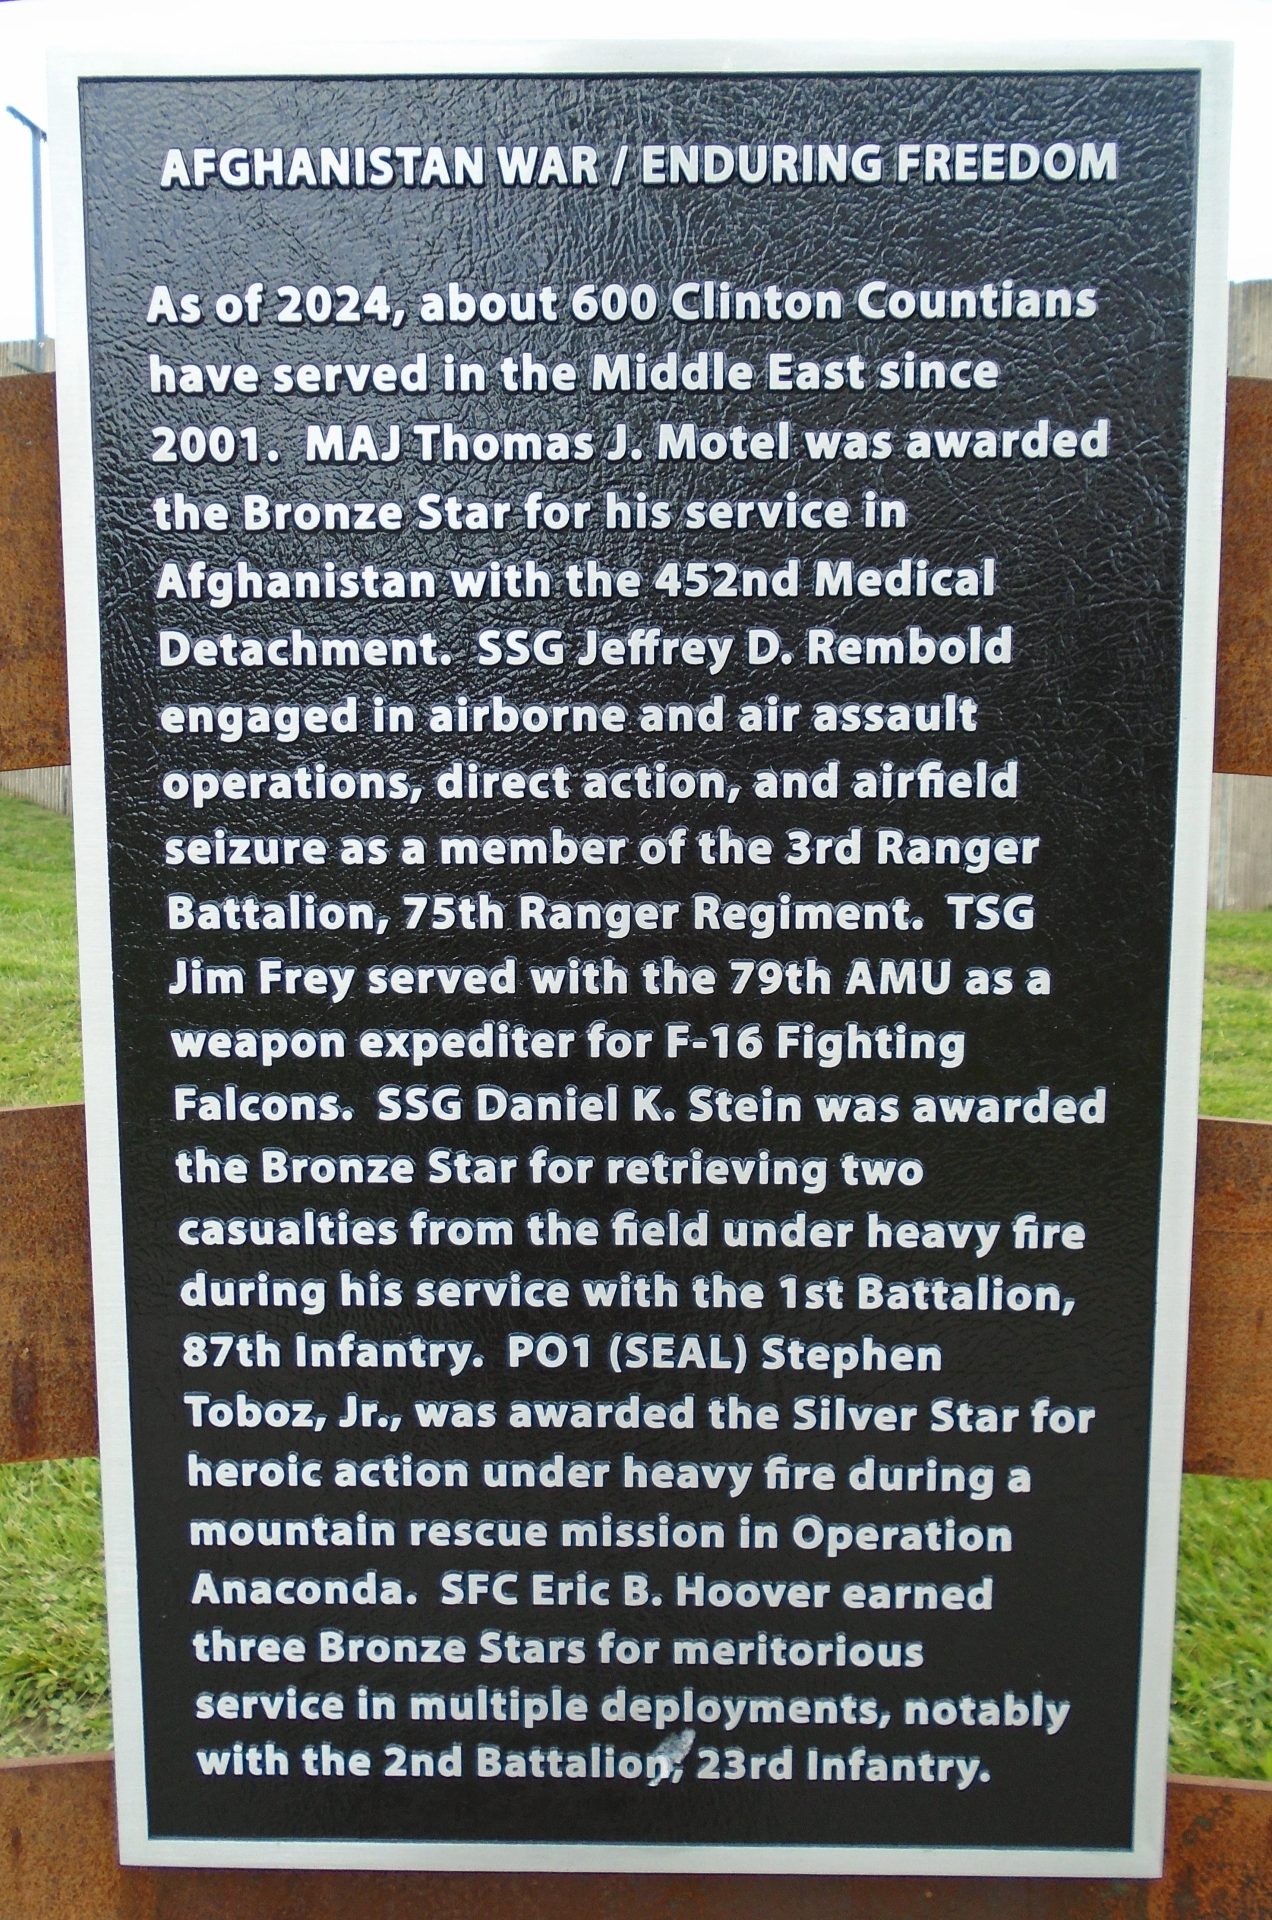 AFGHANISTAN WAR / ENDURING FREEDOM
As of 2024, about 600 Clinton Countians
have served in the Middle East since
2001. MAJ Thomas J. Motel was awarded
the Bronze Star for his service in
Afghanistan with the 452nd Medical
Detachment. SSG Jeffrey D. Rembold
engaged in airborne and air assault
operations, direct action, and airfield
seizure as a member of the 3rd Ranger
Battalion, 75th Ranger Regiment. TSG
Jim Frey served with the 79th AMU as a
weapon expediter for F-16 Fighting
Falcons. SSG Daniel K. Stein was awarded
the Bronze Star for retrieving two
casualties from the field under heavy fire
during his service with the 1st Battalion,
87th Infantry. PO1 (SEAL) Stephen
Toboz, Jr., was awarded the Silver Star for
heroic action under heavy fire during a
mountain rescue mission in Operation
Anaconda. SFC Eric B. Hoover earned
three Bronze Stars for meritorious
service in multiple deployments, notably
with the 2nd Battalion, 23rd Infantry.